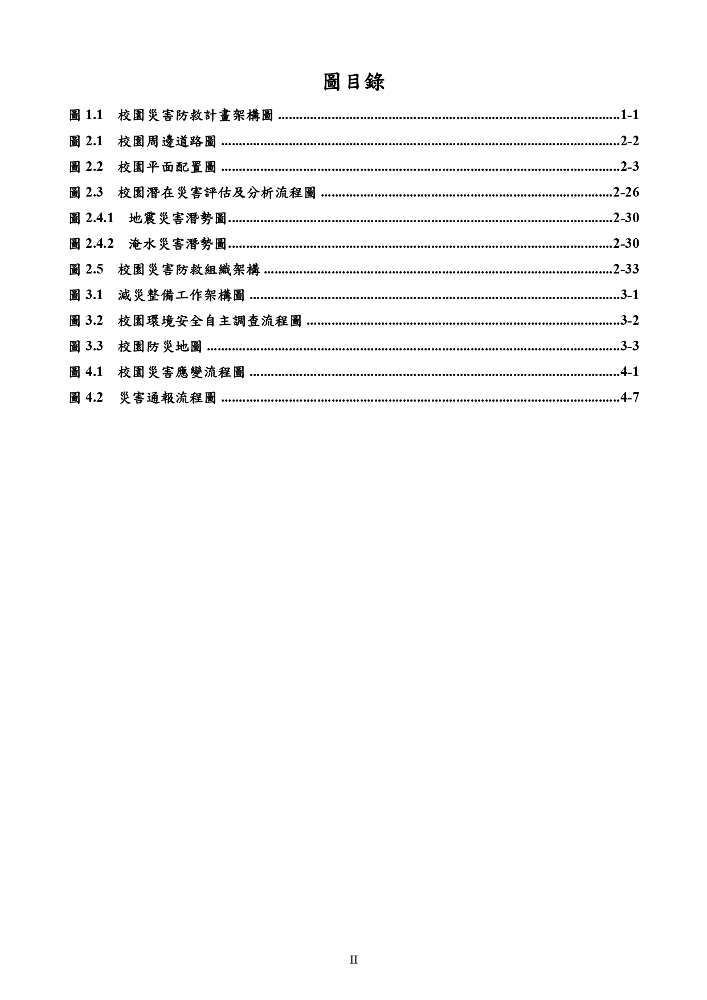 圖目錄
圖 1.1　校園災害防救計畫架構圖 ................................................................................................1-1
圖 2.1　校園周邊道路圖 ................................................................................................................2-2
圖 2.2　校園平面配置圖 ................................................................................................................2-3
圖 2.3　校園潛在災害評估及分析流程圖 ..................................................................................2-26
圖 2.4.1　地震災害潛勢圖............................................................................................................2-30
圖 2.4.2　淹水災害潛勢圖............................................................................................................2-30
圖 2.5　校園災害防救組織架構 ..................................................................................................2-33
圖 3.1　減災整備工作架構圖 ........................................................................................................3-1
圖 3.2　校園環境安全自主調查流程圖 ........................................................................................3-2
圖 3.3　校園防災地圖 ....................................................................................................................3-3
圖 4.1　校園災害應變流程圖 ........................................................................................................4-1
圖 4.2　災害通報流程圖 ................................................................................................................4-7
II